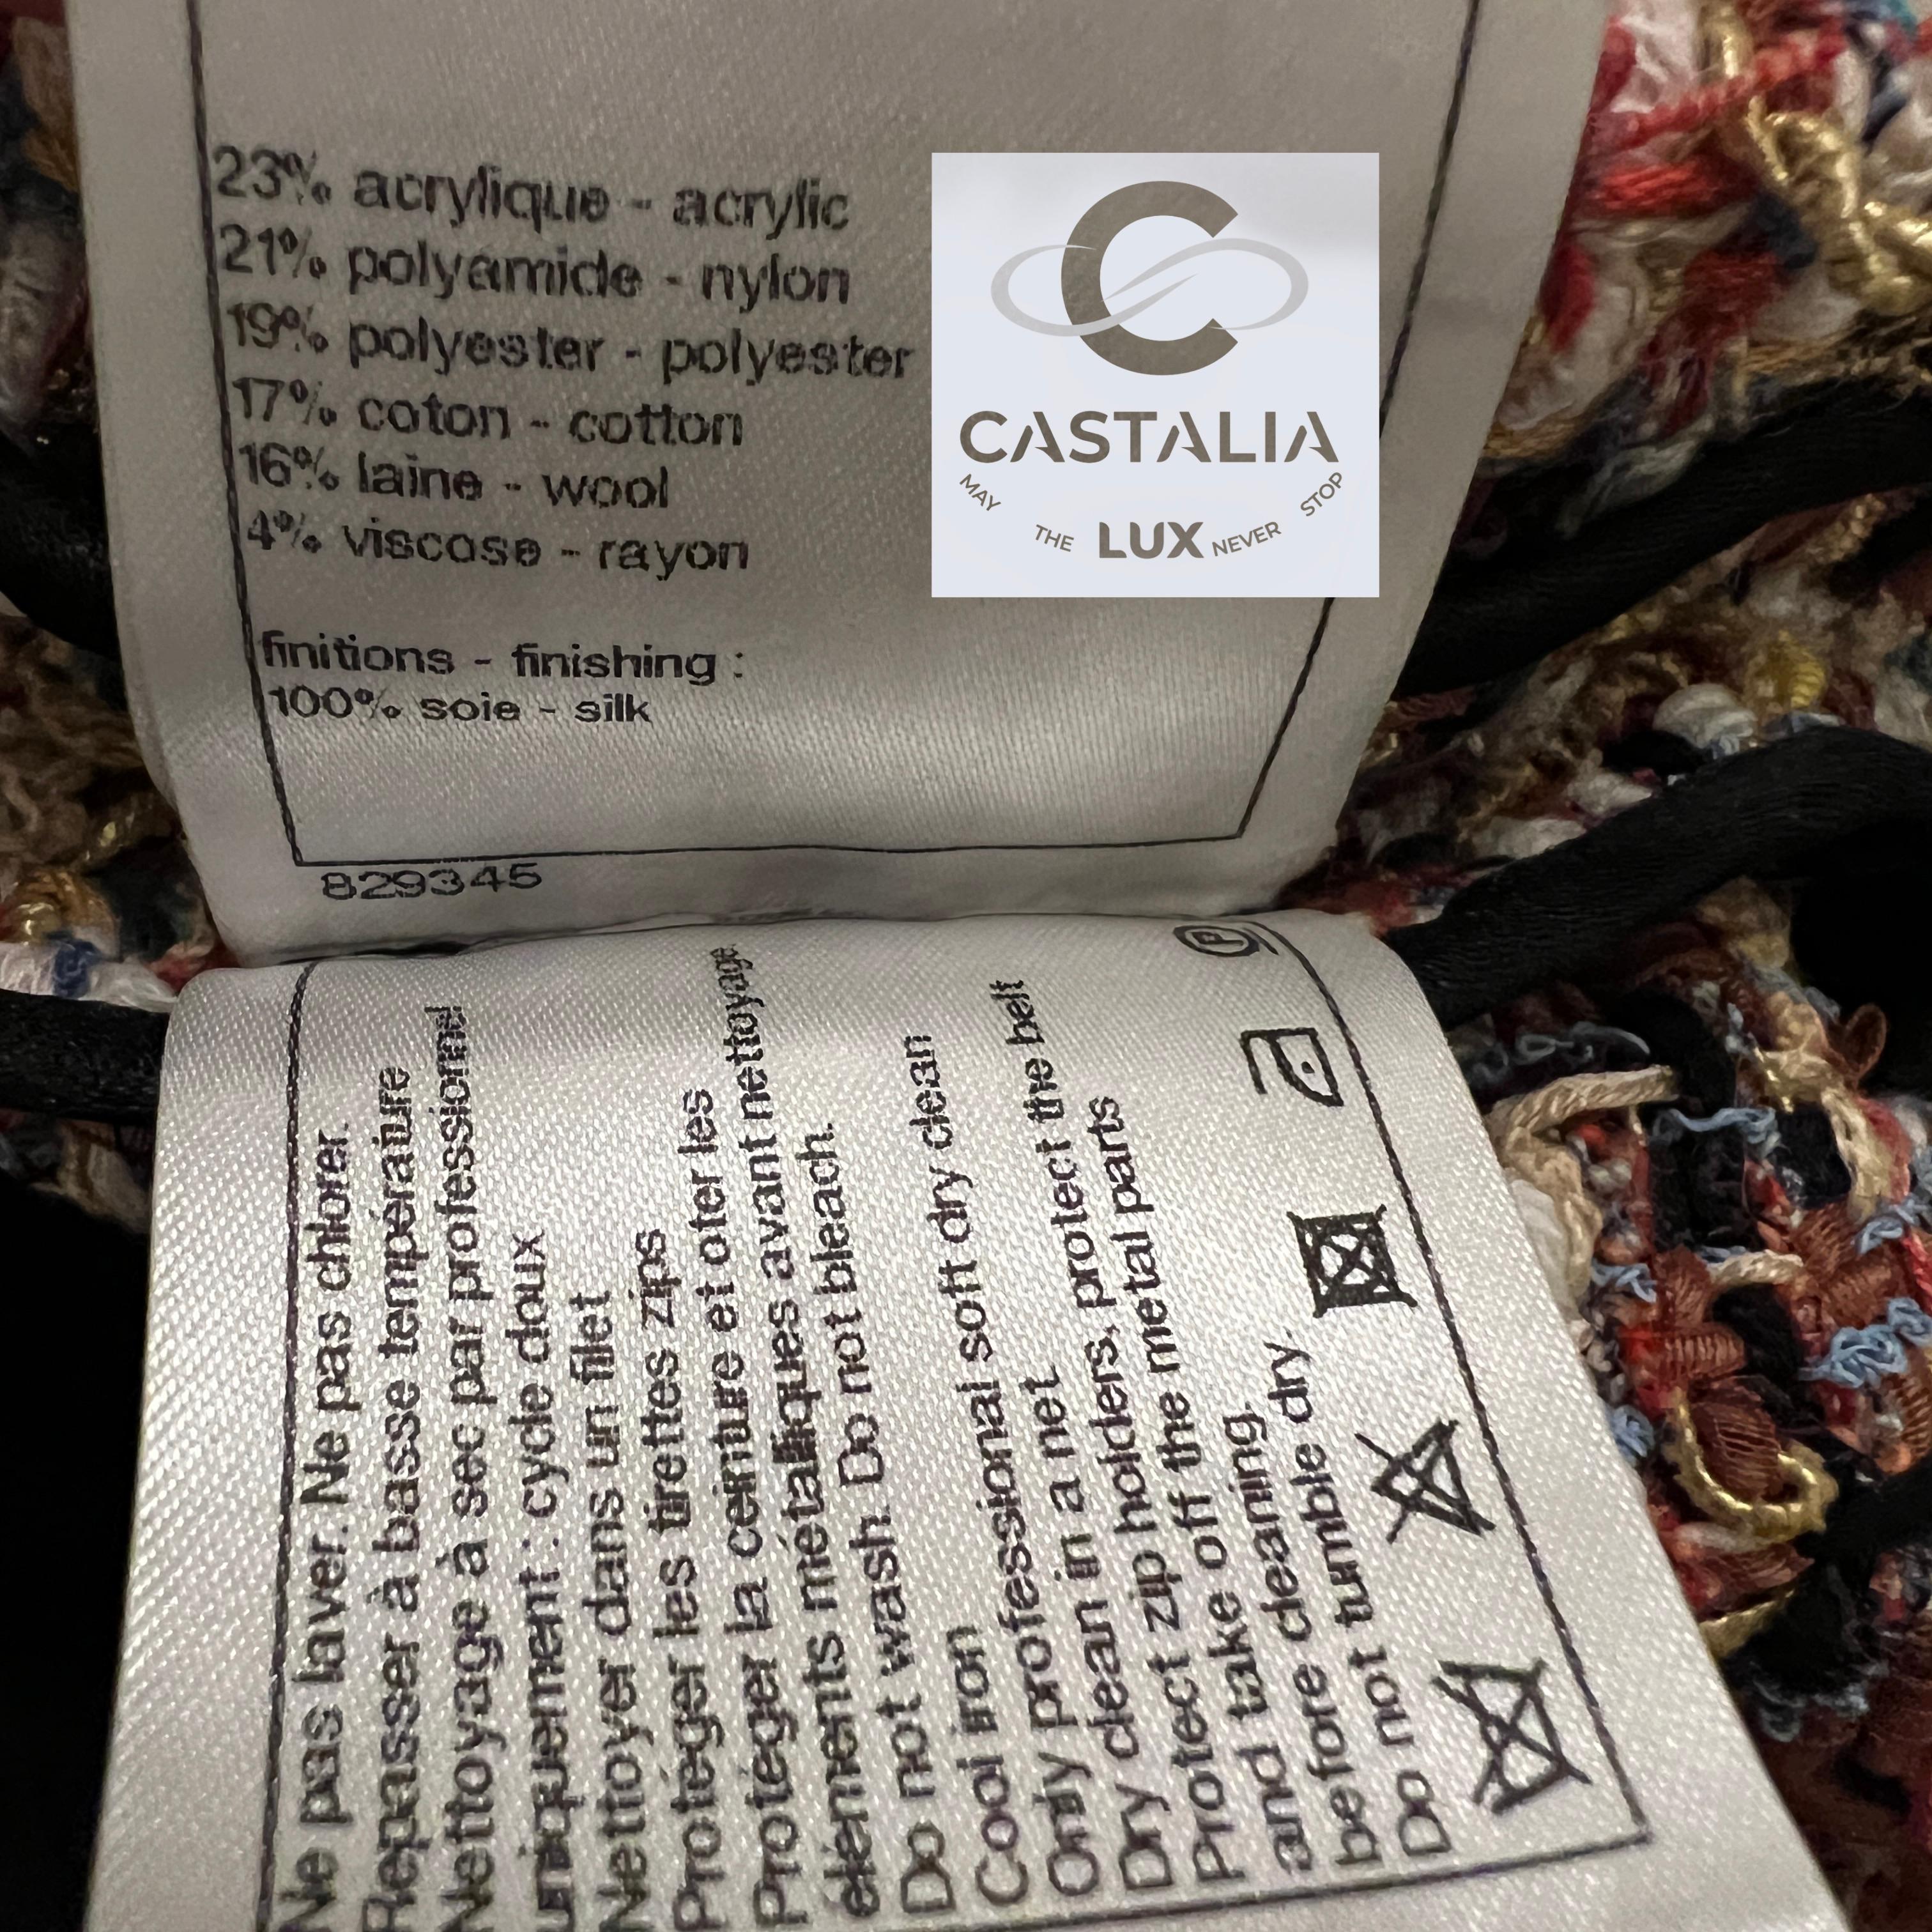 23% acrylique - acrylic
21% polyamide - nylon
19% polyester - polyester
17% coton - cotton
16% laine - wool
4% viscose - rayon
finitions - finishing :
100% soie - silk
829345
C
CASTALIA
MAY THE LUX NEVER STOP
Ne pas laver. Ne pas chlorer.
Repasser à basse température
Nettoyage à sec par professionnel
uniquement : cycle doux
Nettoyer dans un filet
Protéger les tirettes zips
Protéger la ceinture et oter les
éléments métalliques avant nettoyage.
Do not wash. Do not bleach.
Cool iron
Only professional soft dry clean
Dry clean in a net
Protect zip holders, protect the belt
and take off the metal parts
before cleaning.
Do not tumble dry.
P